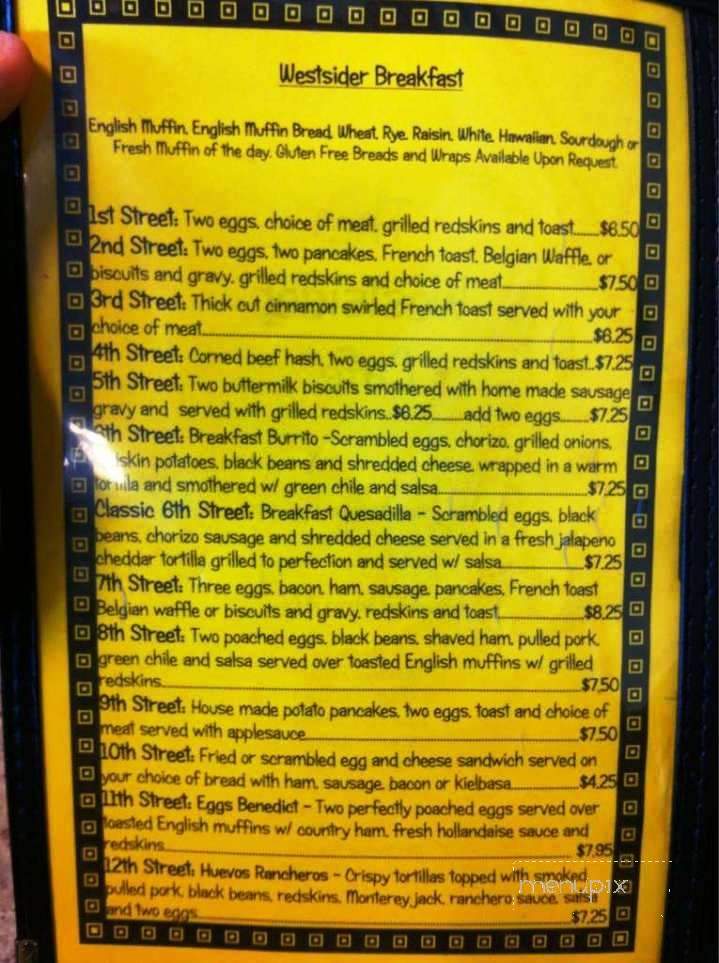 Westsider Breakfast
English Muffin, English Muffin Bread, Wheat, Rye, Raisin, White, Hawaiian, Sourdough or
Fresh Muffin of the day. Gluten Free Breads and Wraps Available Upon Request.
1st Street: Two eggs, choice of meat, grilled redskins and toast......$6.50
2nd Street: Two eggs, two pancakes, French toast, Belgian Waffle, or
biscuits and gravy, grilled redskins and choice of meat......$7.50
3rd Street: Thick cut cinnamon swirled French toast served with your
choice of meat......$6.25
4th Street: Corned beef hash, two eggs, grilled redskins and toast..$7.25
5th Street: Two buttermilk biscuits smothered with home made sausage
gravy and served with grilled redskins..$6.25......add two eggs......$7.25
6th Street: Breakfast Burrito -Scrambled eggs, chorizo, grilled onions,
redskin potatoes, black beans and shredded cheese, wrapped in a warm
tortilla and smothered w/ green chile and salsa......$7.25
Classic 6th Street: Breakfast Quesadilla - Scrambled eggs, black
beans, chorizo sausage and shredded cheese served in a fresh jalapeno
cheddar tortilla grilled to perfection and served w/ salsa......$7.25
7th Street: Three eggs, bacon, ham, sausage, pancakes, French toast
Belgian waffle or biscuits and gravy, redskins and toast......$8.25
8th Street: Two poached eggs, black beans, shaved ham, pulled pork,
green chile and salsa served over toasted English muffins w/ grilled
redskins......$7.50
9th Street: House made potato pancakes, two eggs, toast and choice of
meat served with applesauce......$7.50
10th Street: Fried or scrambled egg and cheese sandwich served on
your choice of bread with ham, sausage, bacon or kielbasa......$4.25
11th Street: Eggs Benedict - Two perfectly poached eggs served over
toasted English muffins w/ country ham, fresh hollandaise sauce and
redskins......$7.95
12th Street: Huevos Rancheros - Crispy tortillas topped with smoked
pulled pork, black beans, redskins, Monterey jack, ranchero sauce, salsa
and two eggs......$7.25
menupix